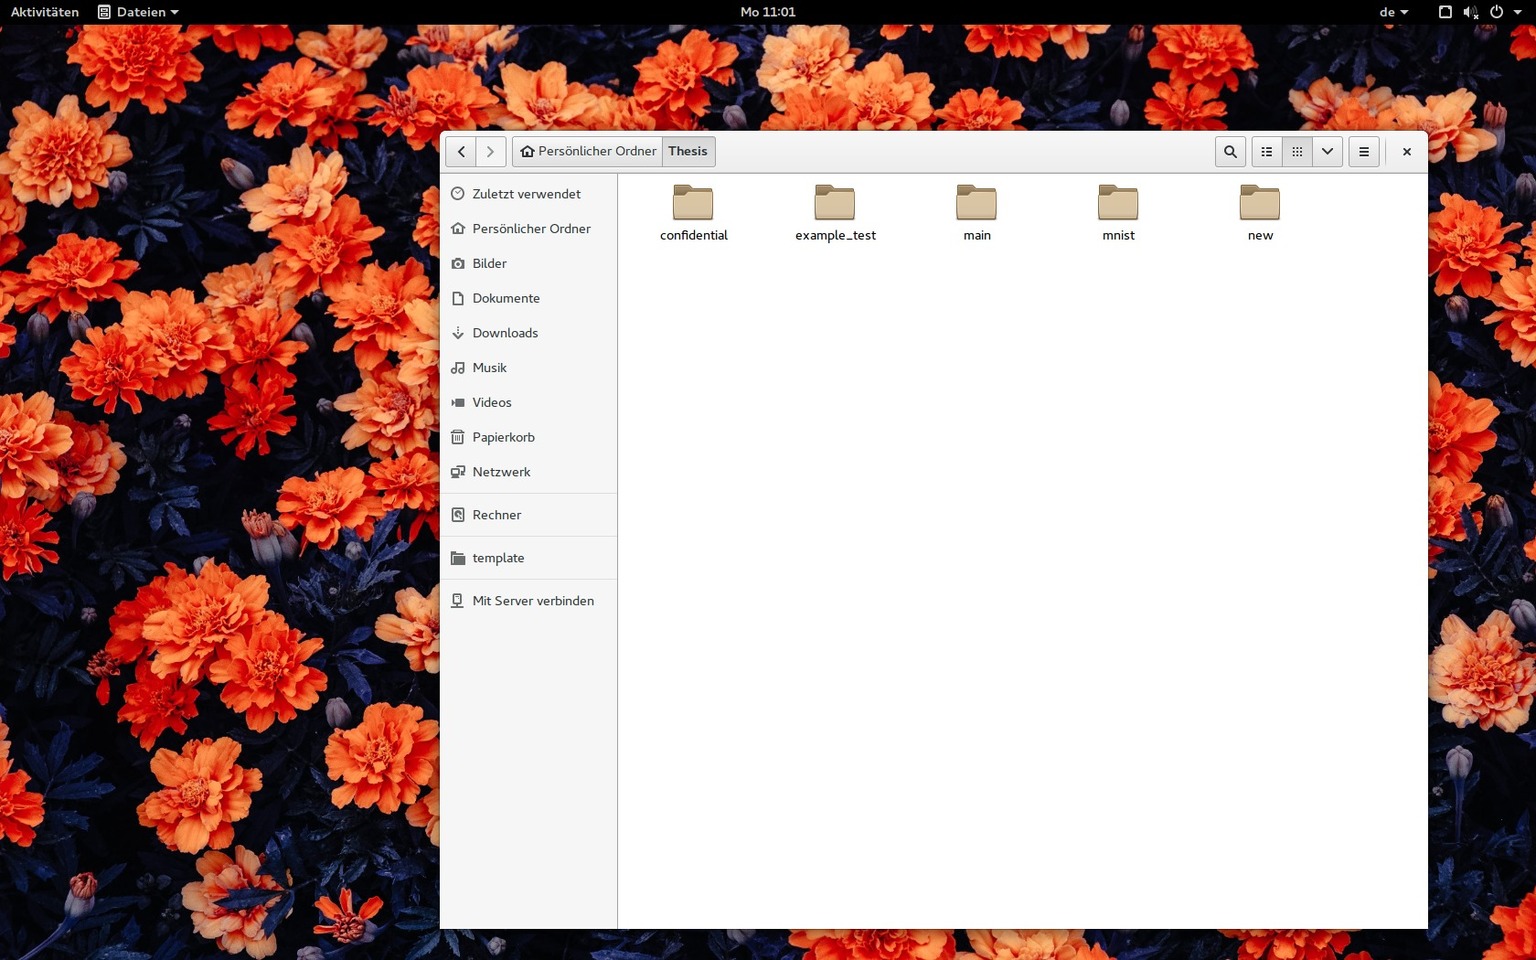 Aktivitäten Dateien Mo 11:01 de
Persönlicher Ordner Thesis
Zuletzt verwendet
Persönlicher Ordner
Bilder
Dokumente
Downloads
Musik
Videos
Papierkorb
Netzwerk
Rechner
template
Mit Server verbinden
confidential example_test main mnist new